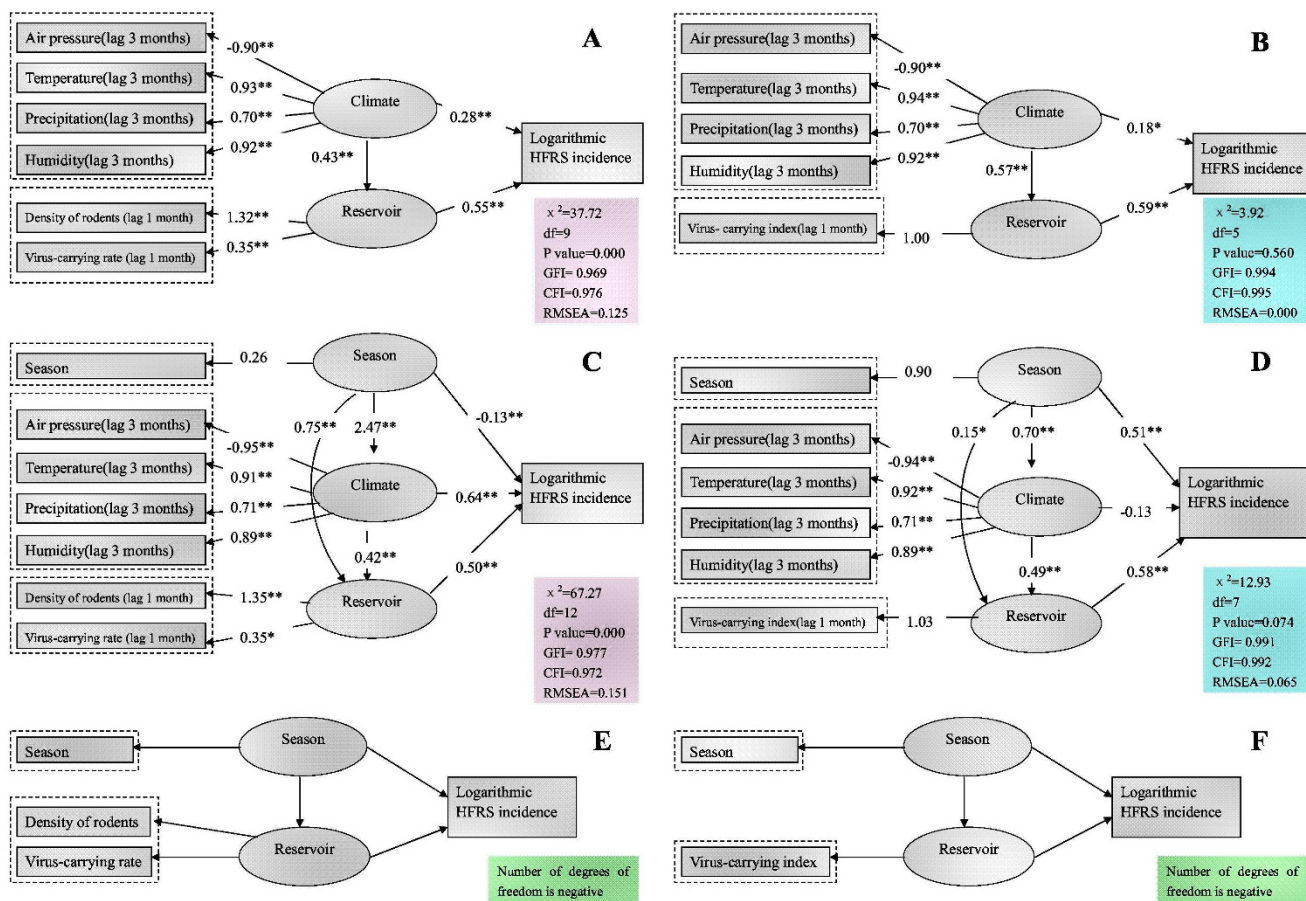 A
Air pressure(lag 3 months)
-0.90**
Temperature(lag 3 months)
0.93**
Climate
Precipitation(lag 3 months)
0.70**
0.28**
Humidity(lag 3 months)
0.92**
0.43**
Logarithmic
HFRS incidence
Density of rodents (lag 1 month)
1.32**
Reservoir
0.55**
Virus-carrying rate (lag 1 month)
0.35**
x ²=37.72
df=9
P value=0.000
GFI= 0.969
CFI=0.976
RMSEA=0.125
B
Air pressure(lag 3 months)
-0.90**
Temperature(lag 3 months)
0.94**
Climate
Precipitation(lag 3 months)
0.70**
0.18*
Humidity(lag 3 months)
0.92**
0.57**
Logarithmic
HFRS incidence
Virus- carrying index(lag 1 month)
1.00
Reservoir
0.59**
x ²=3.92
df=5
P value=0.560
GFI= 0.994
CFI=0.995
RMSEA=0.000
C
Season
0.26
Season
-0.13**
0.75**
2.47**
Air pressure(lag 3 months)
-0.95**
Temperature(lag 3 months)
0.91**
Climate
0.64**
Logarithmic
HFRS incidence
Precipitation(lag 3 months)
0.71**
Humidity(lag 3 months)
0.89**
0.42**
0.50**
Density of rodents (lag 1 month)
1.35**
Reservoir
Virus-carrying rate (lag 1 month)
0.35*
x ²=67.27
df=12
P value=0.000
GFI= 0.977
CFI=0.972
RMSEA=0.151
D
Season
0.90
Season
0.51**
0.15*
0.70**
Air pressure(lag 3 months)
-0.94**
Temperature(lag 3 months)
0.92**
Climate
-0.13
Logarithmic
HFRS incidence
Precipitation(lag 3 months)
0.71**
Humidity(lag 3 months)
0.89**
0.49**
0.58**
Virus-carrying index(lag 1 month)
1.03
Reservoir
x ²=12.93
df=7
P value=0.074
GFI= 0.991
CFI=0.992
RMSEA=0.065
E
Season
Season
Density of rodents
Virus-carrying rate
Reservoir
Logarithmic
HFRS incidence
Number of degrees of
freedom is negative
F
Season
Season
Virus-carrying index
Reservoir
Logarithmic
HFRS incidence
Number of degrees of
freedom is negative